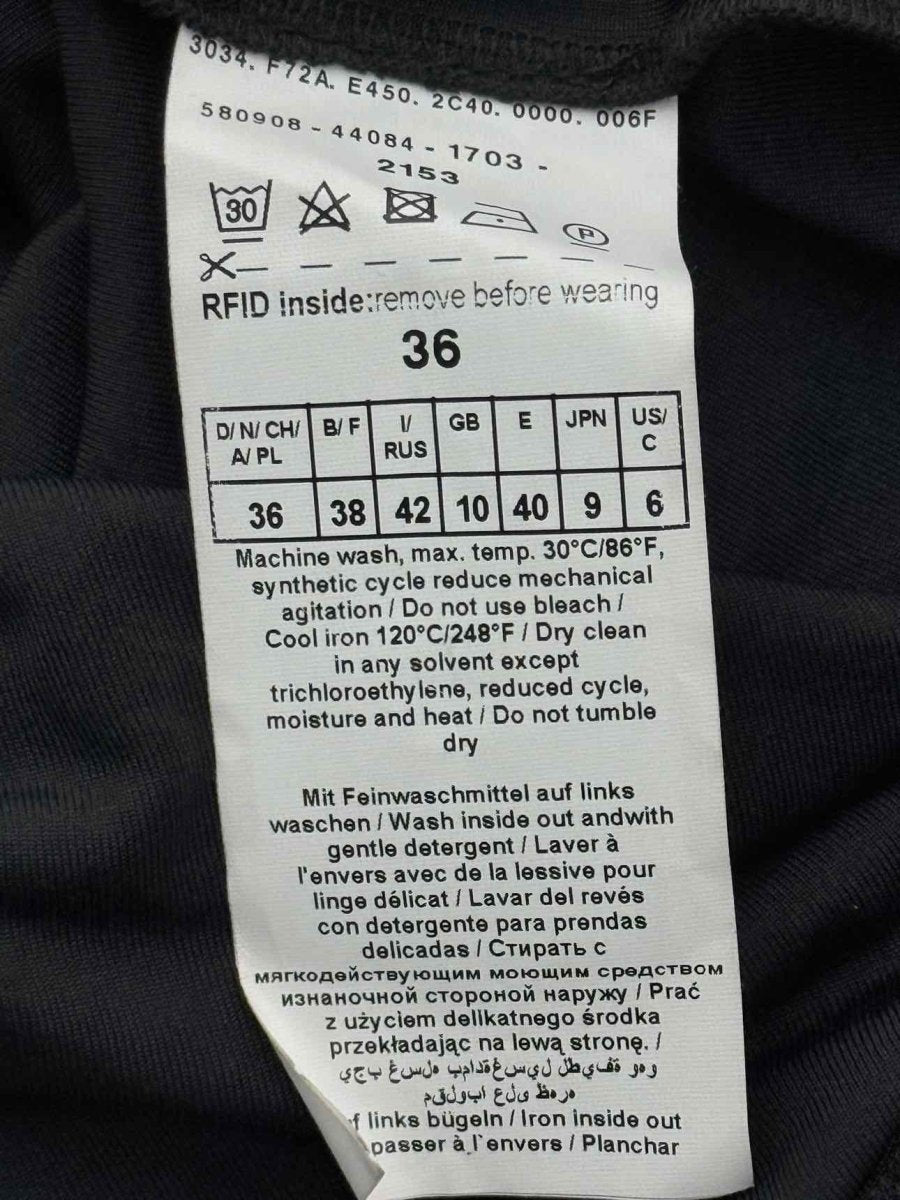 3034. F72A. E450. 2C40. 0000. 006F
580908 - 44084 - 1703 -
2153
30
P
RFID inside:remove before wearing
36
D/ N/ CH/ A/ PL B/ F I/ RUS GB E JPN US/ C
36 38 42 10 40 9 6
Machine wash, max. temp. 30°C/86°F,
synthetic cycle reduce mechanical
agitation / Do not use bleach /
Cool iron 120°C/248°F / Dry clean
in any solvent except
trichloroethylene, reduced cycle,
moisture and heat / Do not tumble
dry
Mit Feinwaschmittel auf links
waschen / Wash inside out andwith
gentle detergent / Laver à
l'envers avec de la lessive pour
linge délicat / Lavar del revés
con detergente para prendas
delicadas / Стирать с
мягкодействующим моющим средством
изнаночной стороной наружу / Prać
z użyciem delikatnego środka
przekładając na lewą stronę. /
links bügeln / Iron inside out
passer à l'envers / Planchar